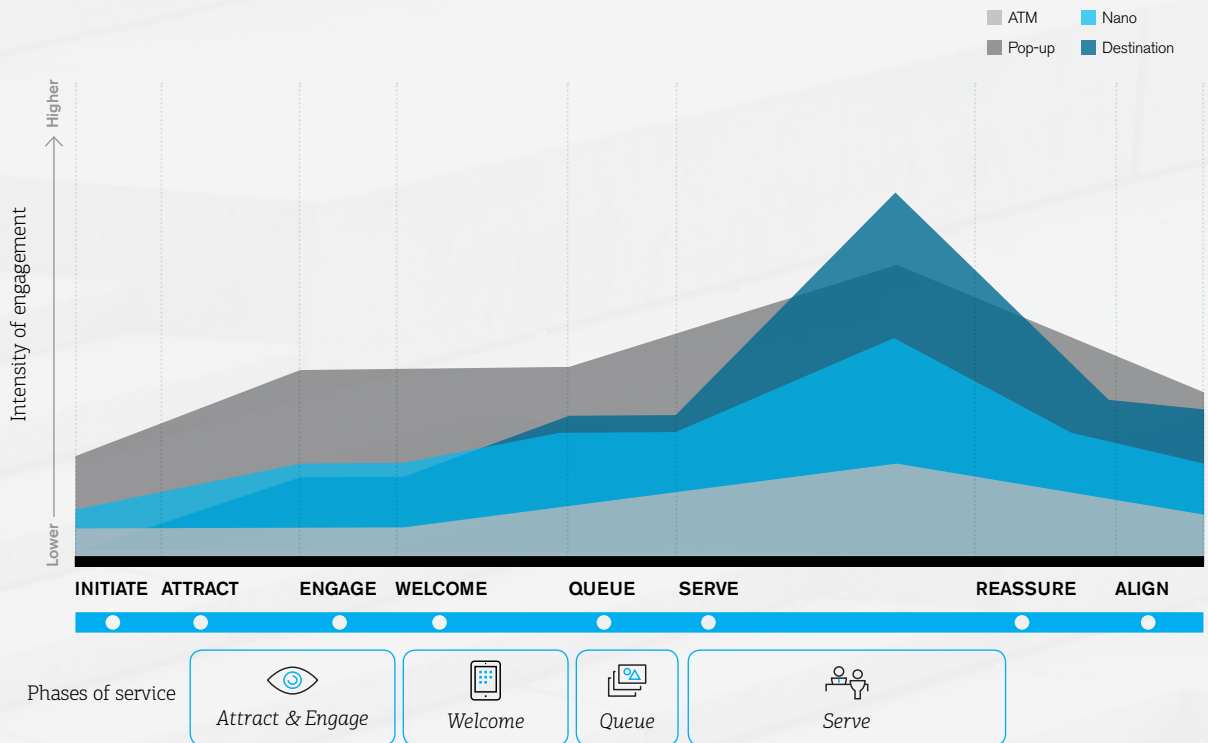 ATM
Nano
Pop-up
Destination
Higher
Intensity of engagement
Lower
INITIATE ATTRACT ENGAGE WELCOME QUEUE SERVE REASSURE ALIGN
Phases of service
Attract & Engage
Welcome
Queue
Serve